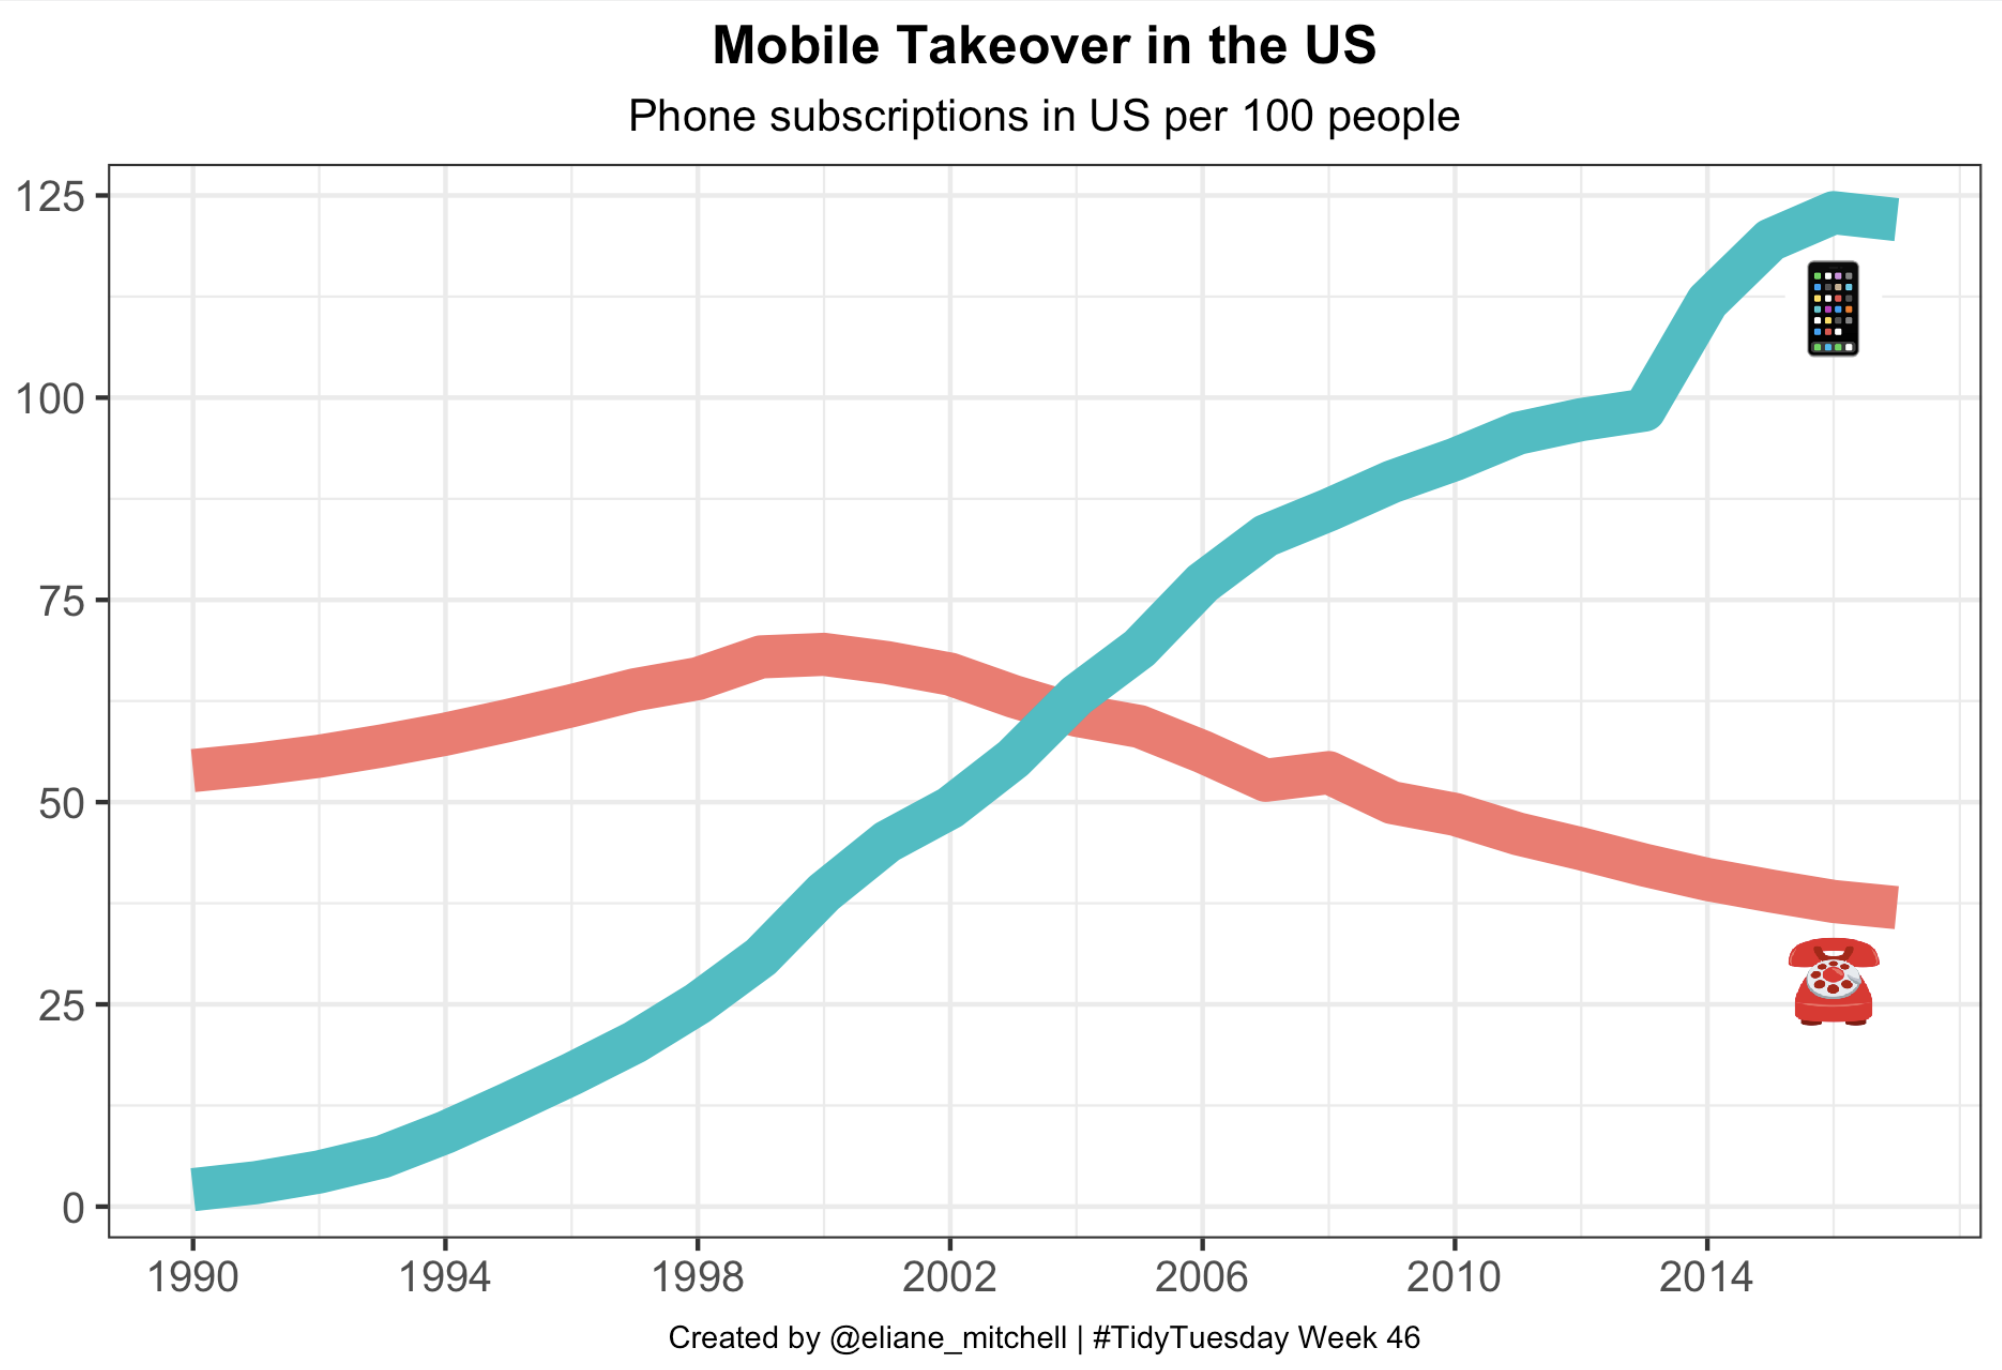 Mobile Takeover in the US
Phone subscriptions in US per 100 people
125
100
75
50
25
0
1990 1994 1998 2002 2006 2010 2014
Created by @eliane_mitchell | #TidyTuesday Week 46